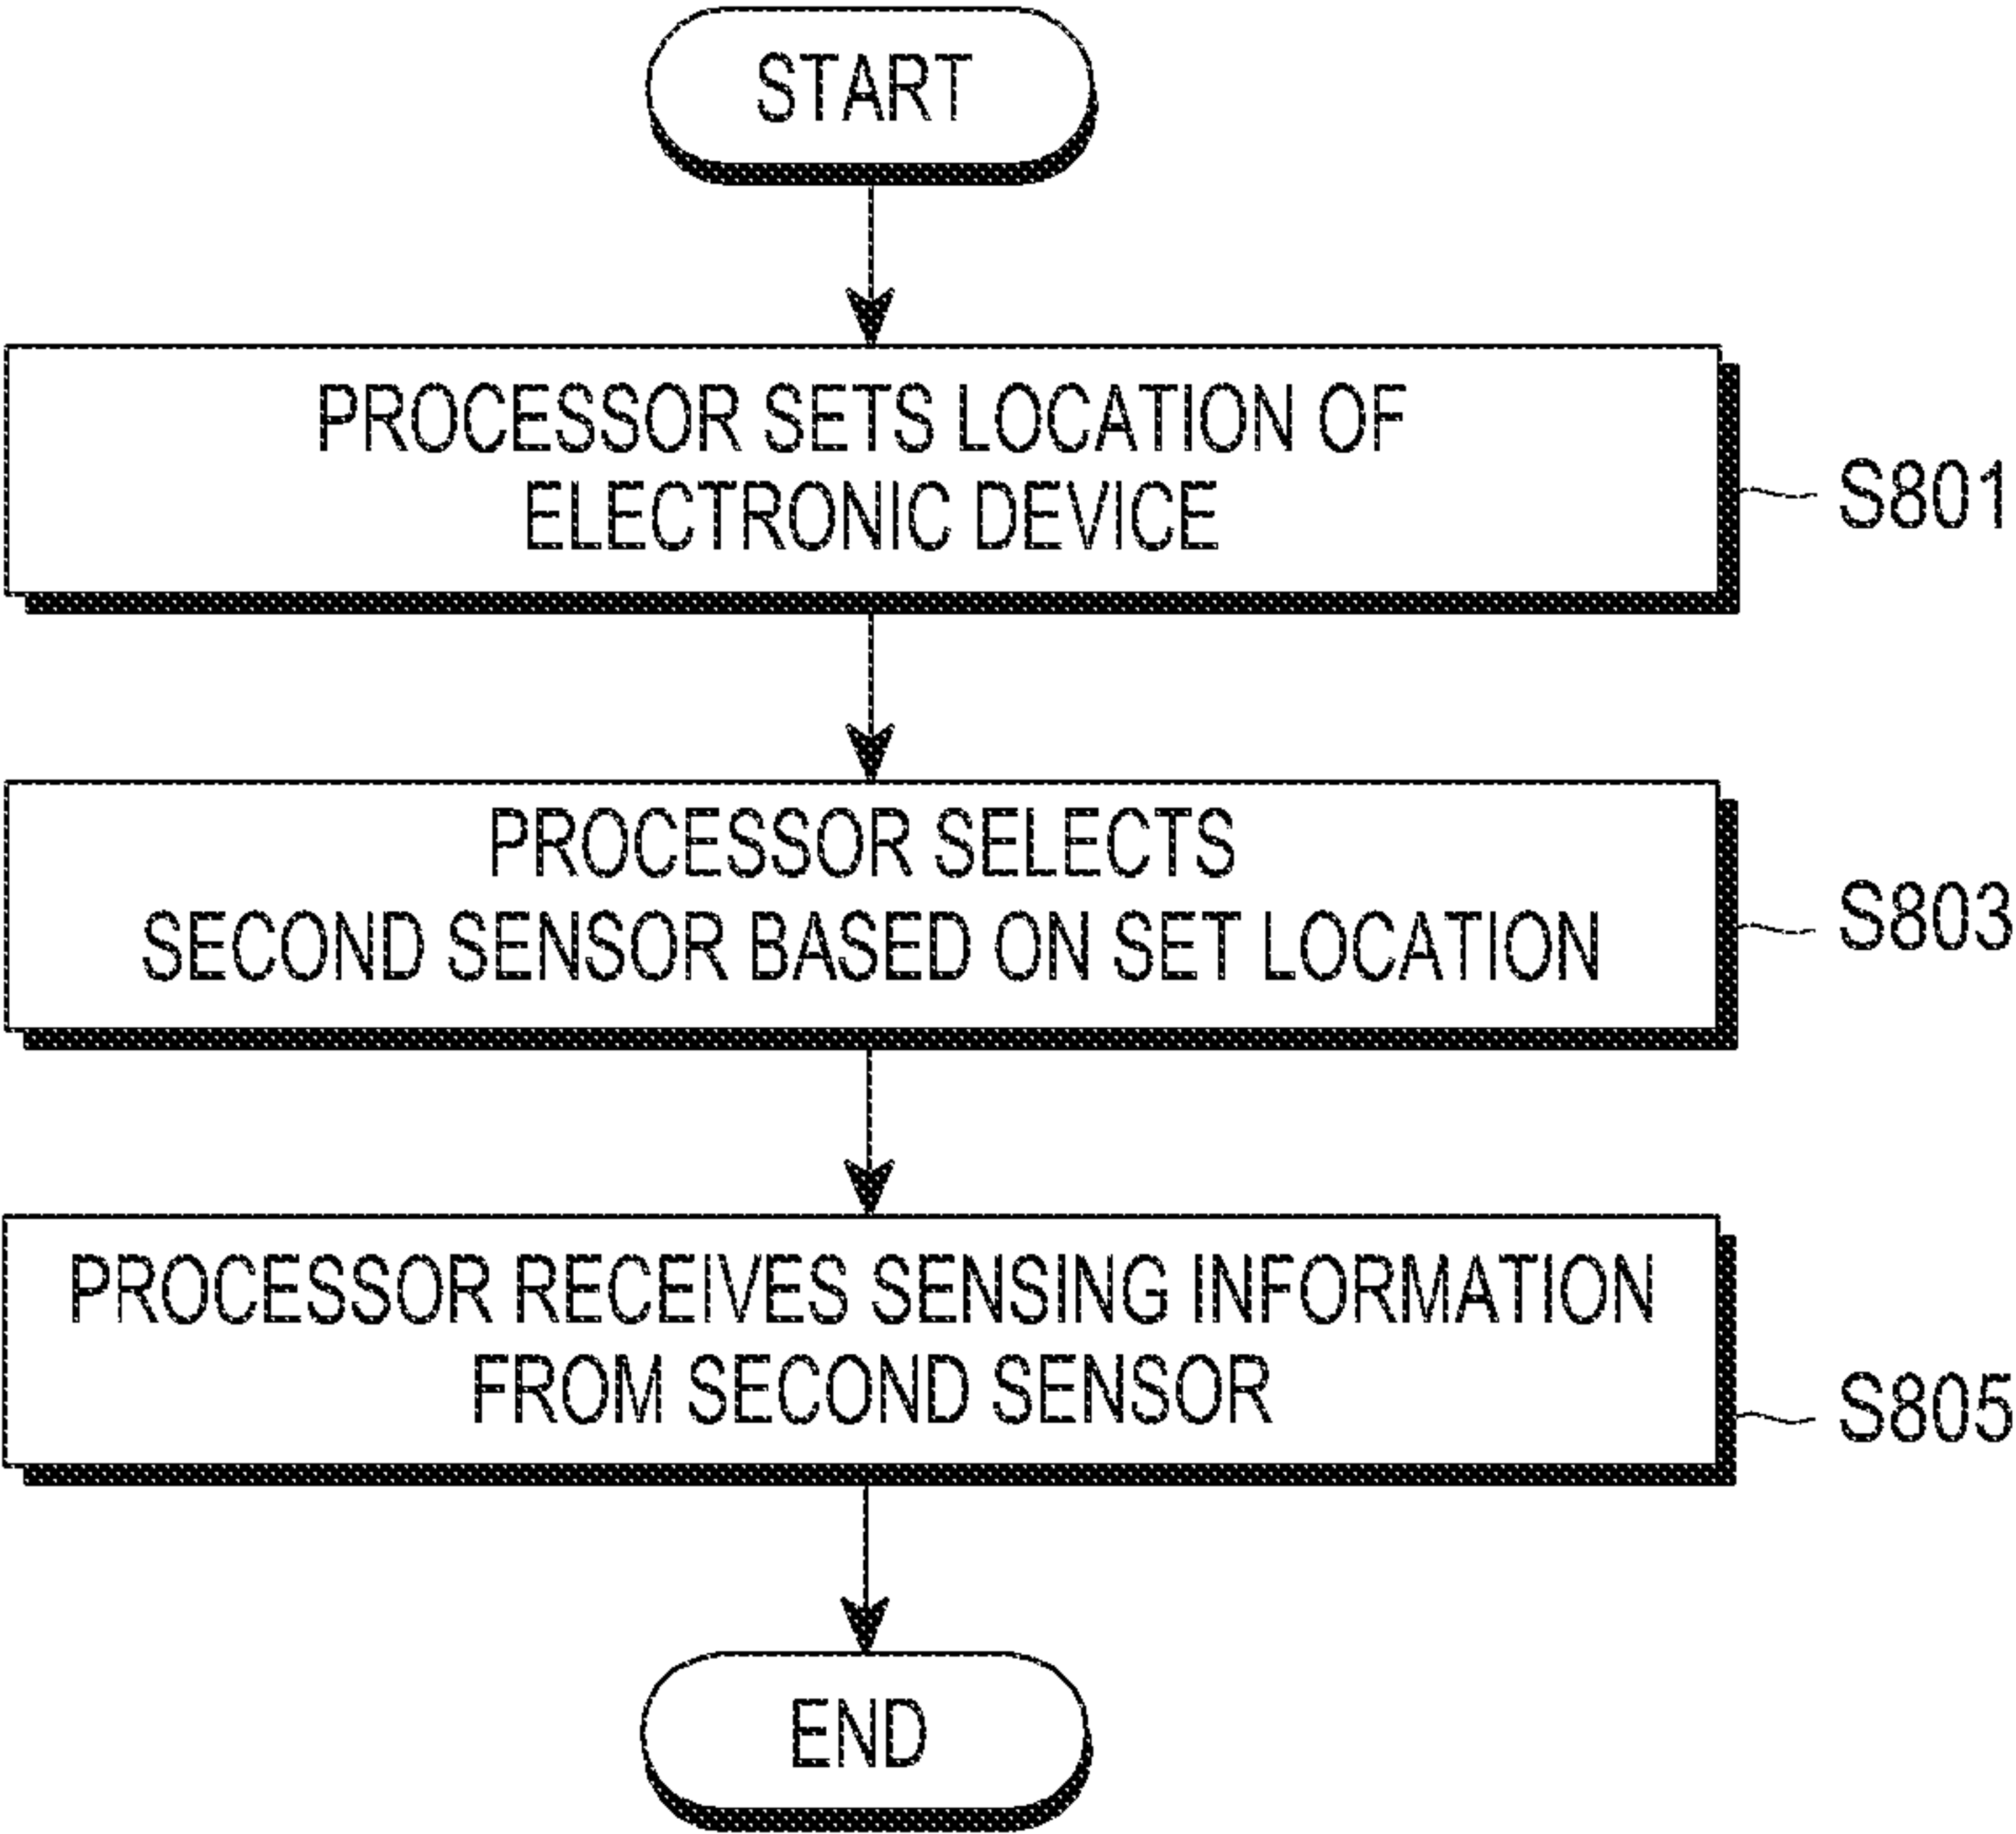 START
PROCESSOR SETS LOCATION OF
ELECTRONIC DEVICE
S801
PROCESSOR SELECTS
SECOND SENSOR BASED ON SET LOCATION
S803
PROCESSOR RECEIVES SENSING INFORMATION
FROM SECOND SENSOR
S805
END